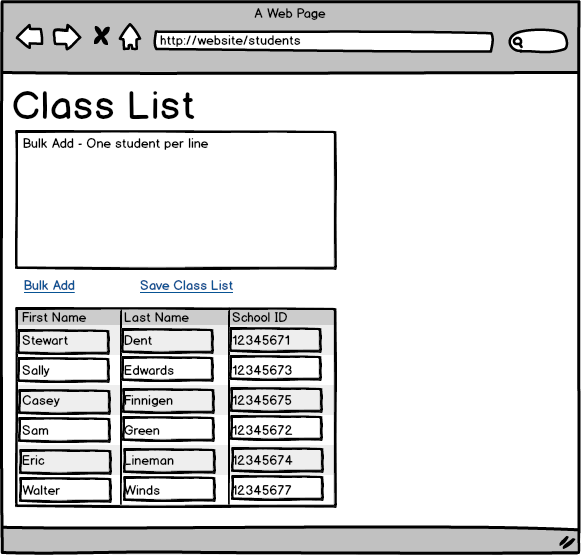 A Web Page
http://website/students
Class List
Bulk Add - One student per line
Bulk Add Save Class List
First Name Last Name School ID
Stewart Dent 12345671
Sally Edwards 12345673
Casey Finnigen 12345675
Sam Green 12345672
Eric Lineman 12345674
Walter Winds 12345677